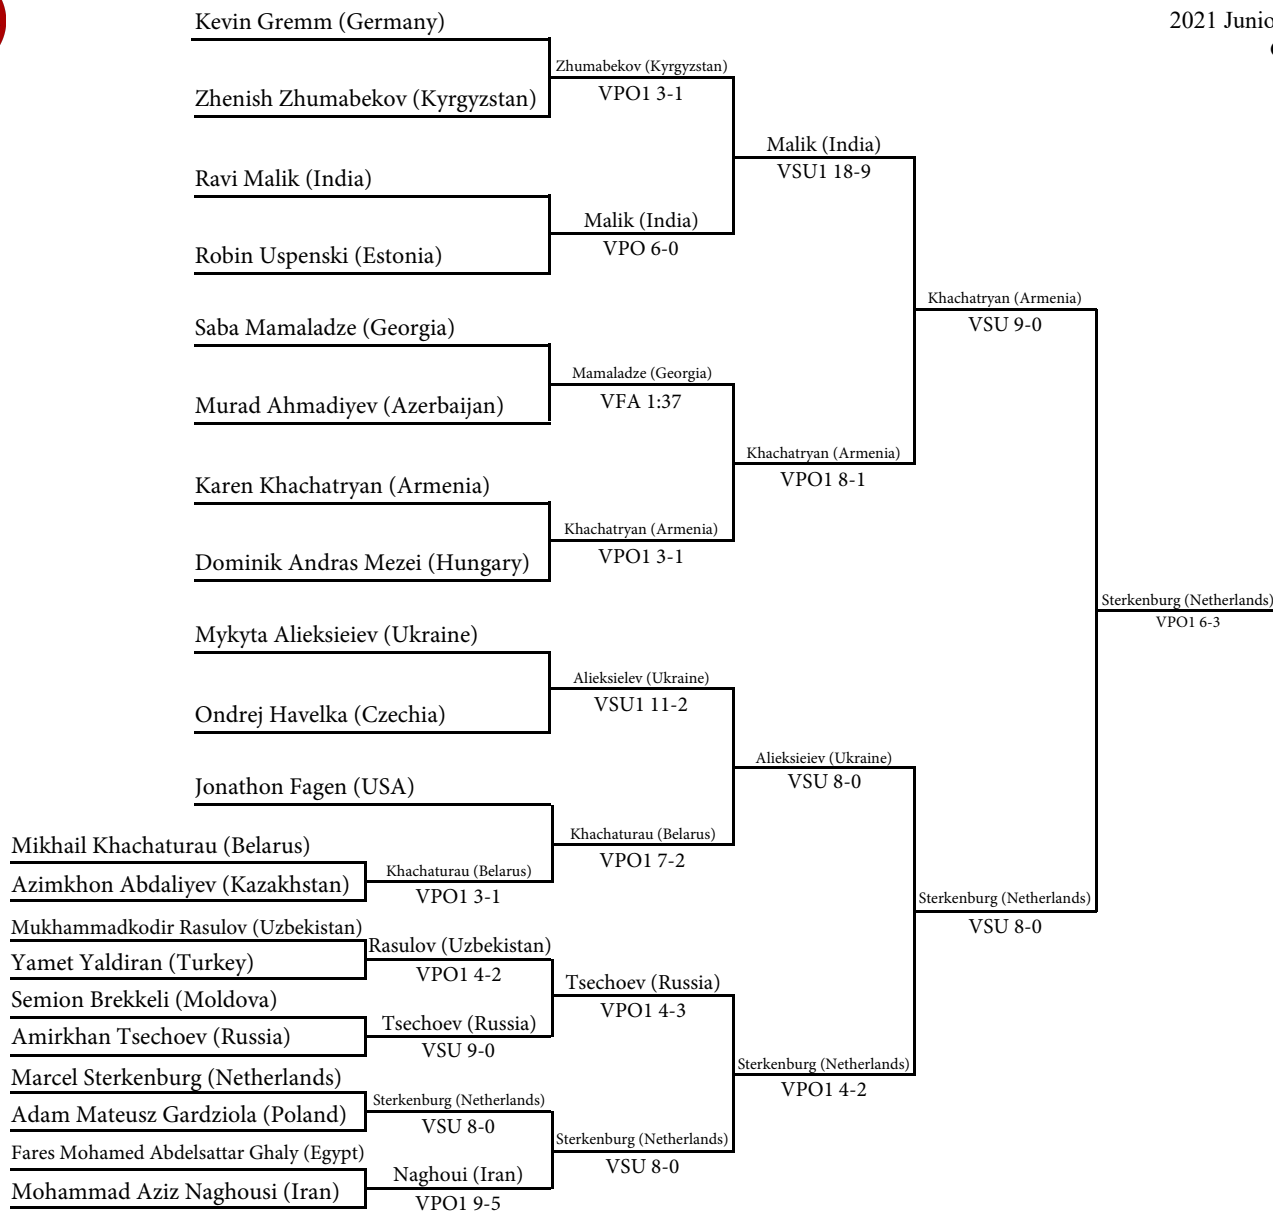 Kevin Gremm (Germany)
2021 Junio
Zhumabekov (Kyrgyzstan)
VPO1 3-1
Zhenish Zhumabekov (Kyrgyzstan)
Malik (India)
VSU1 18-9
Ravi Malik (India)
Malik (India)
VPO 6-0
Robin Uspenski (Estonia)
Khachatryan (Armenia)
VSU 9-0
Saba Mamaladze (Georgia)
Mamaladze (Georgia)
VFA 1:37
Murad Ahmadiyev (Azerbaijan)
Khachatryan (Armenia)
VPO1 8-1
Karen Khachatryan (Armenia)
Khachatryan (Armenia)
VPO1 3-1
Dominik Andras Mezei (Hungary)
Sterkenburg (Netherlands)
VPO1 6-3
Mykyta Alieksieiev (Ukraine)
Alieksielev (Ukraine)
VSU1 11-2
Ondrej Havelka (Czechia)
Alieksieiev (Ukraine)
VSU 8-0
Jonathon Fagen (USA)
Khachaturau (Belarus)
VPO1 7-2
Mikhail Khachaturau (Belarus)
Khachaturau (Belarus)
VPO1 3-1
Azimkhon Abdaliyev (Kazakhstan)
Sterkenburg (Netherlands)
VSU 8-0
Mukhammadkodir Rasulov (Uzbekistan)
Rasulov (Uzbekistan)
VPO1 4-2
Yamet Yaldiran (Turkey)
Tsechoev (Russia)
VPO1 4-3
Semion Brekkeli (Moldova)
Tsechoev (Russia)
VSU 9-0
Amirkhan Tsechoev (Russia)
Sterkenburg (Netherlands)
VPO1 4-2
Marcel Sterkenburg (Netherlands)
Sterkenburg (Netherlands)
VSU 8-0
Adam Mateusz Gardziola (Poland)
Sterkenburg (Netherlands)
VSU 8-0
Fares Mohamed Abdelsattar Ghaly (Egypt)
Naghoui (Iran)
VPO1 9-5
Mohammad Aziz Naghousi (Iran)